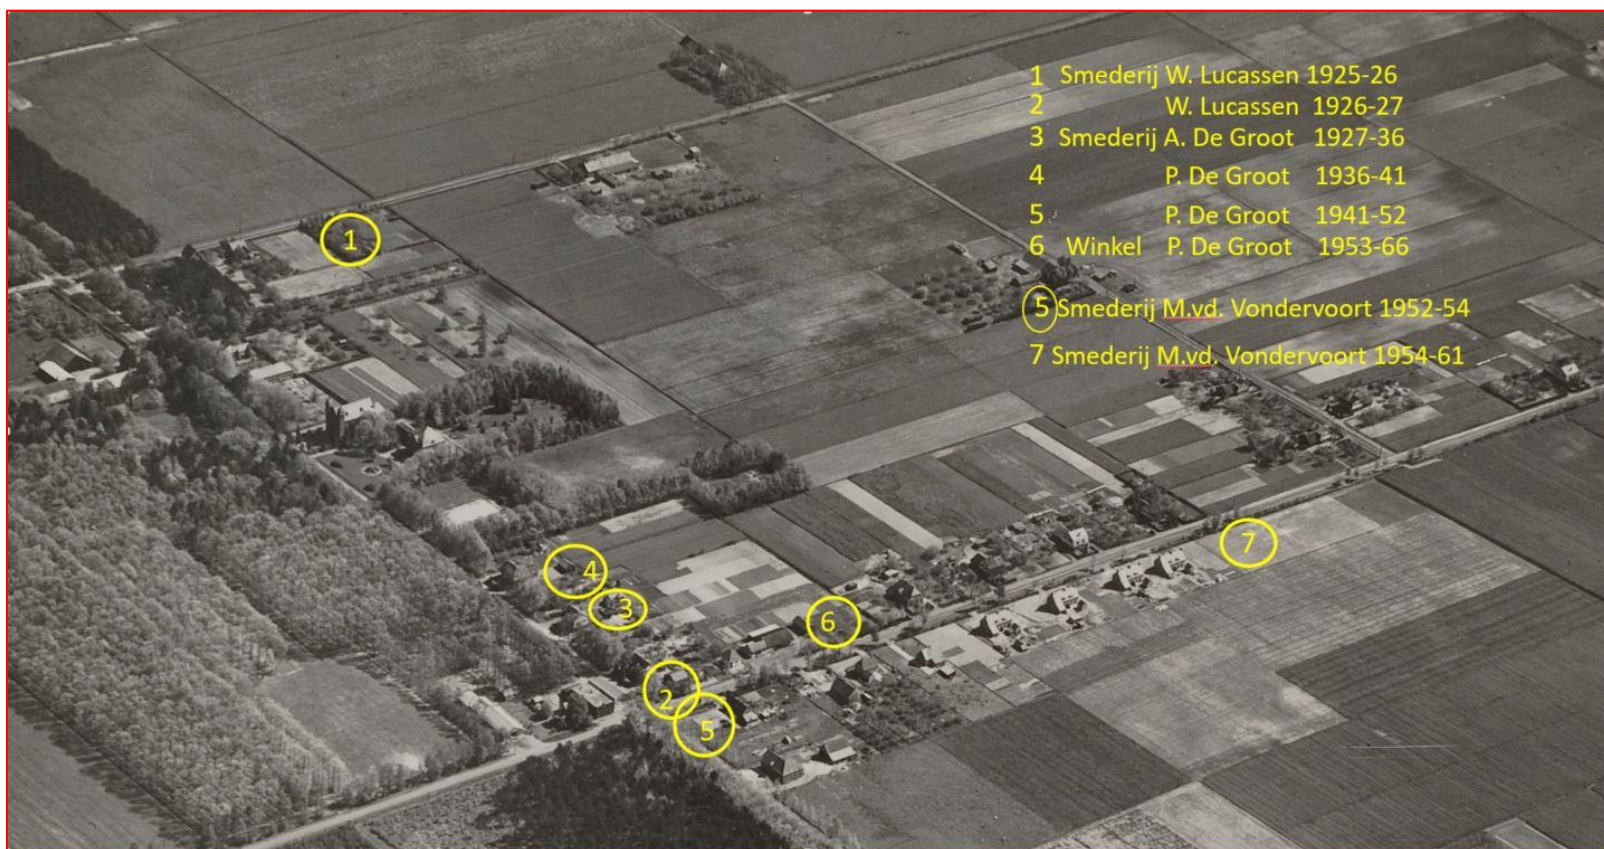 1 Smederij W. Lucassen 1925-26
2 W. Lucassen 1926-27
3 Smederij A. De Groot 1927-36
4 P. De Groot 1936-41
5 P. De Groot 1941-52
6 Winkel P. De Groot 1953-66
5 Smederij M.vd. Vondervoort 1952-54
7 Smederij M.vd. Vondervoort 1954-61
1
4
3
6
7
2
5